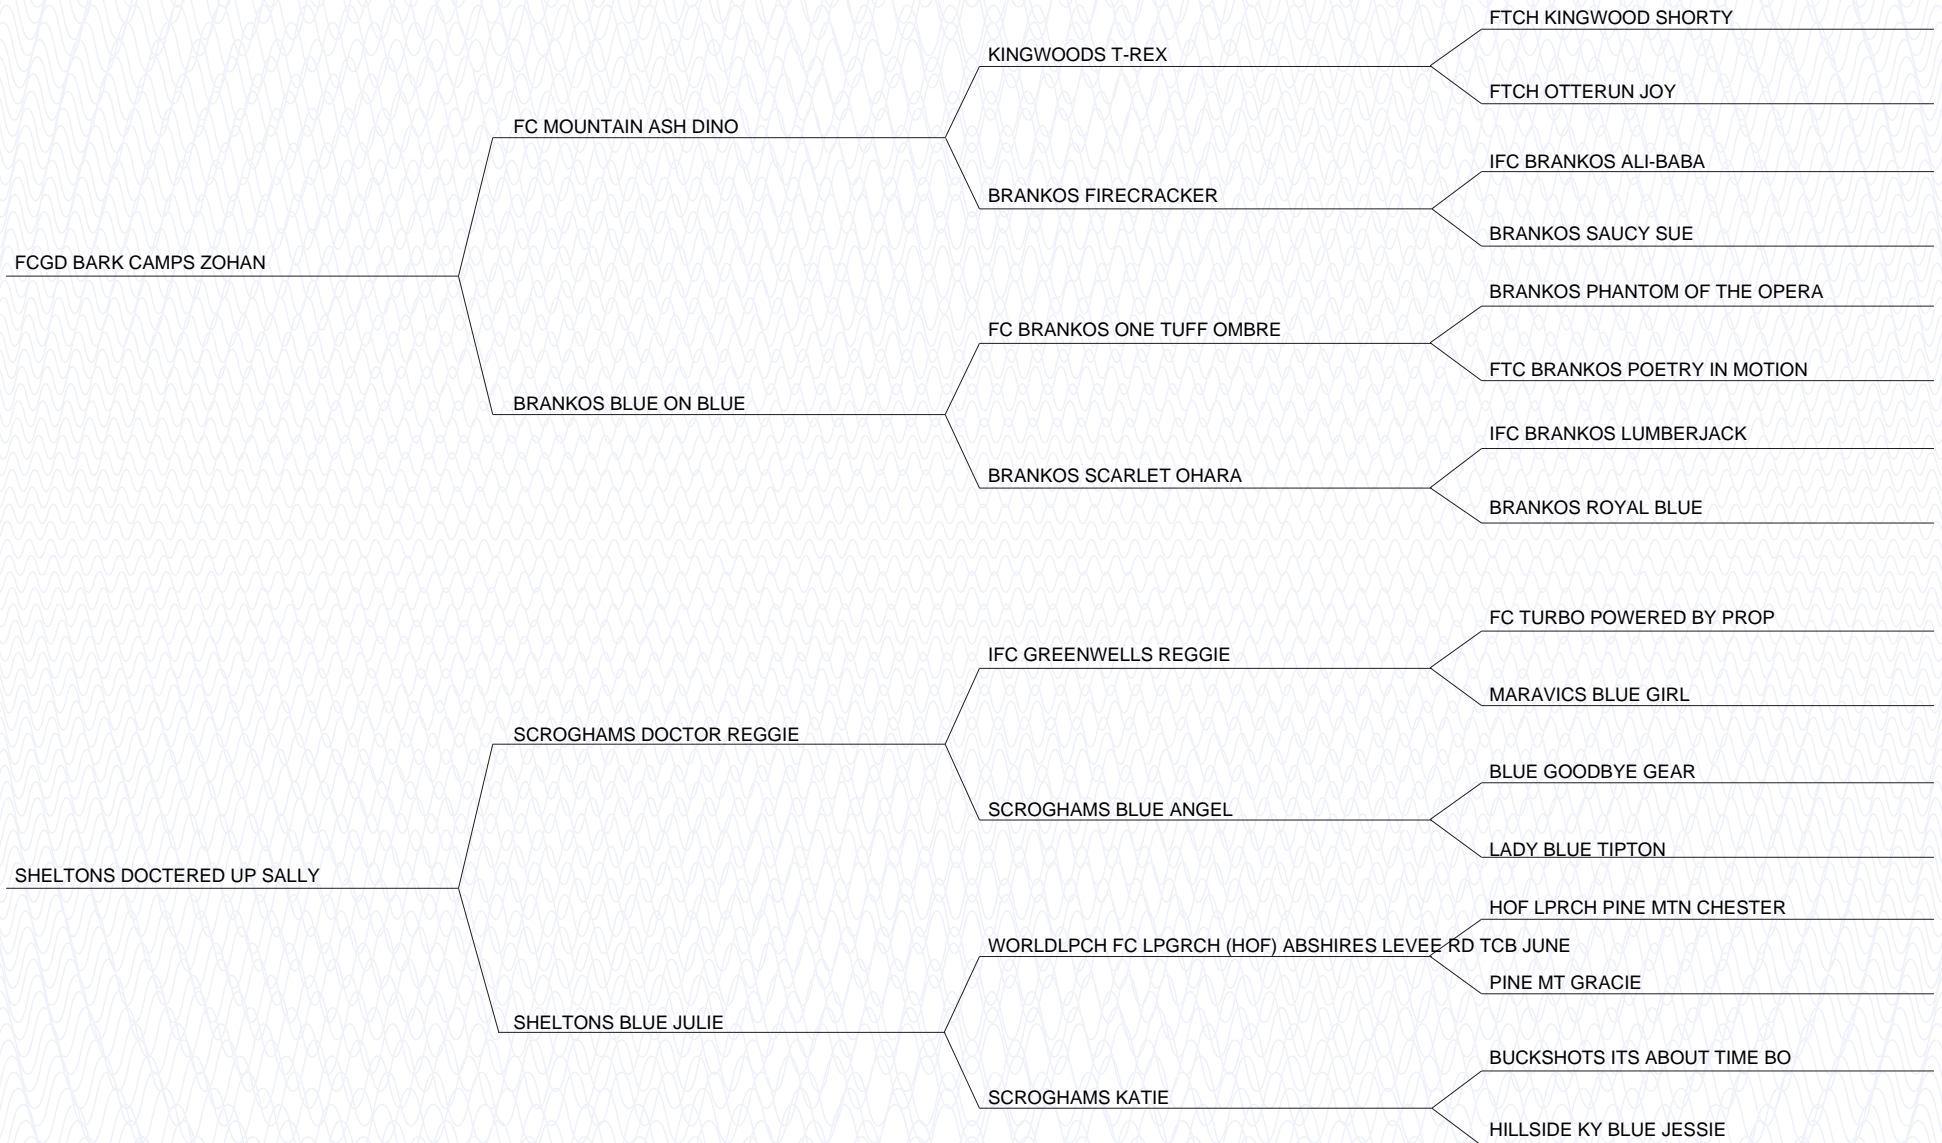 FTCH KINGWOOD SHORTY
KINGWOODS T-REX
FTCH OTTERUN JOY
FC MOUNTAIN ASH DINO
IFC BRANKOS ALI-BABA
BRANKOS FIRECRACKER
BRANKOS SAUCY SUE
FCGD BARK CAMPS ZOHAN
BRANKOS PHANTOM OF THE OPERA
FC BRANKOS ONE TUFF OMBRE
FTC BRANKOS POETRY IN MOTION
BRANKOS BLUE ON BLUE
IFC BRANKOS LUMBERJACK
BRANKOS SCARLET OHARA
BRANKOS ROYAL BLUE
FC TURBO POWERED BY PROP
IFC GREENWELLS REGGIE
MARAVICS BLUE GIRL
SCROGHAMS DOCTOR REGGIE
BLUE GOODBYE GEAR
SCROGHAMS BLUE ANGEL
LADY BLUE TIPTON
SHELTONS DOCTERED UP SALLY
HOF LPRCH PINE MTN CHESTER
WORLDLPCH FC LPGRCH (HOF) ABSHIRES LEVEE RD TCB JUNE
PINE MT GRACIE
SHELTONS BLUE JULIE
BUCKSHOTS ITS ABOUT TIME BO
SCROGHAMS KATIE
HILLSIDE KY BLUE JESSIE